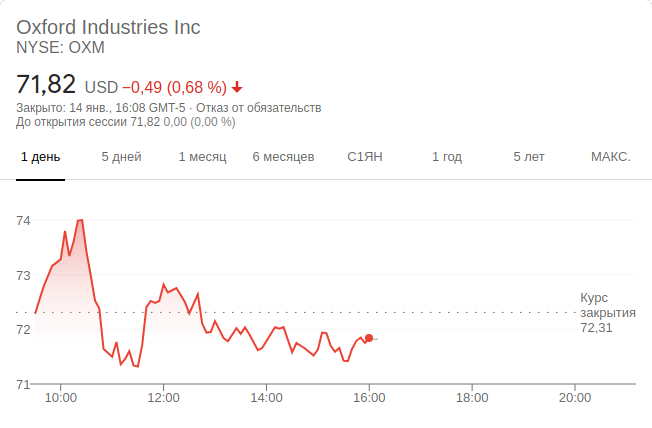 Oxford Industries Inc
NYSE: OXM
71,82 USD −0,49 (0,68 %)
Закрыто: 14 янв., 16:08 GMT-5 · Отказ от обязательств
До открытия сессии 71,82 0,00 (0,00 %)
1 день 5 дней 1 месяц 6 месяцев С1ЯН 1 год 5 лет МАКС.
74
73
Курс
закрытия
72,31
72
71
10:00 12:00 14:00 16:00 18:00 20:00